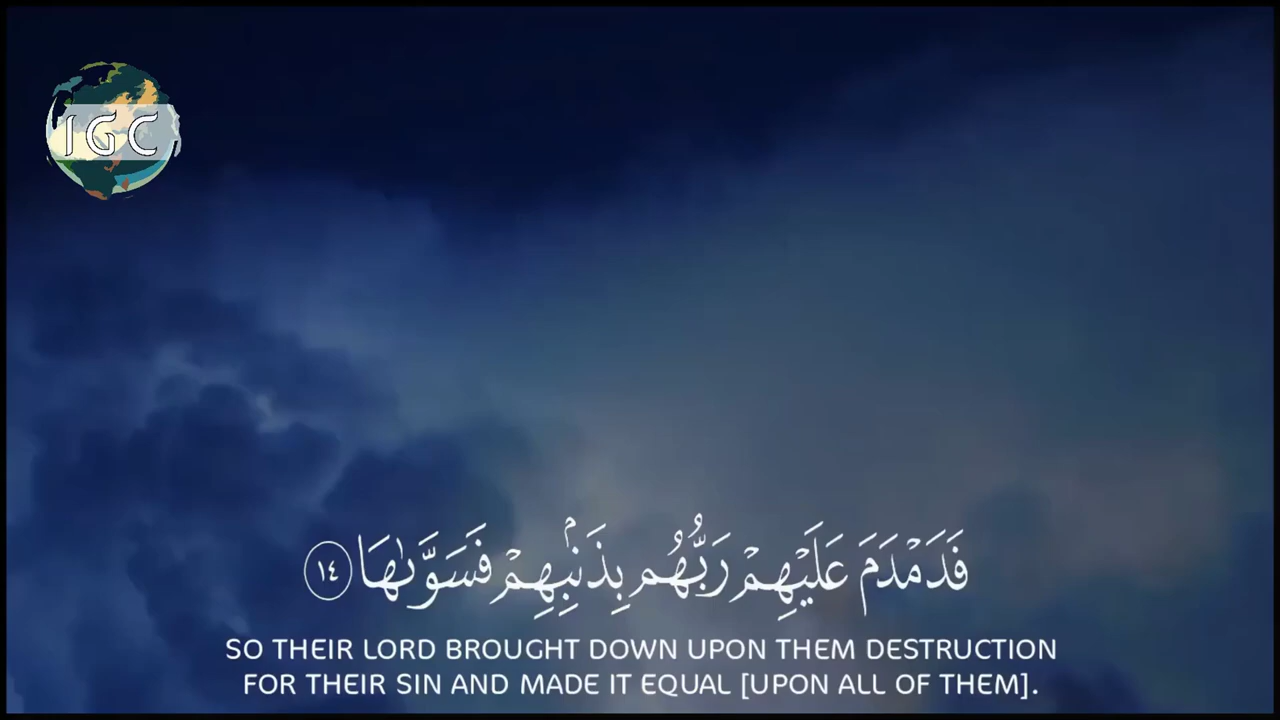 IGC
فَدَمْدَمَ عَلَيْهِمْ رَبُّهُم بِذَنۢبِهِمْ فَسَوَّىٰهَا ١٤
SO THEIR LORD BROUGHT DOWN UPON THEM DESTRUCTION
FOR THEIR SIN AND MADE IT EQUAL [UPON ALL OF THEM].